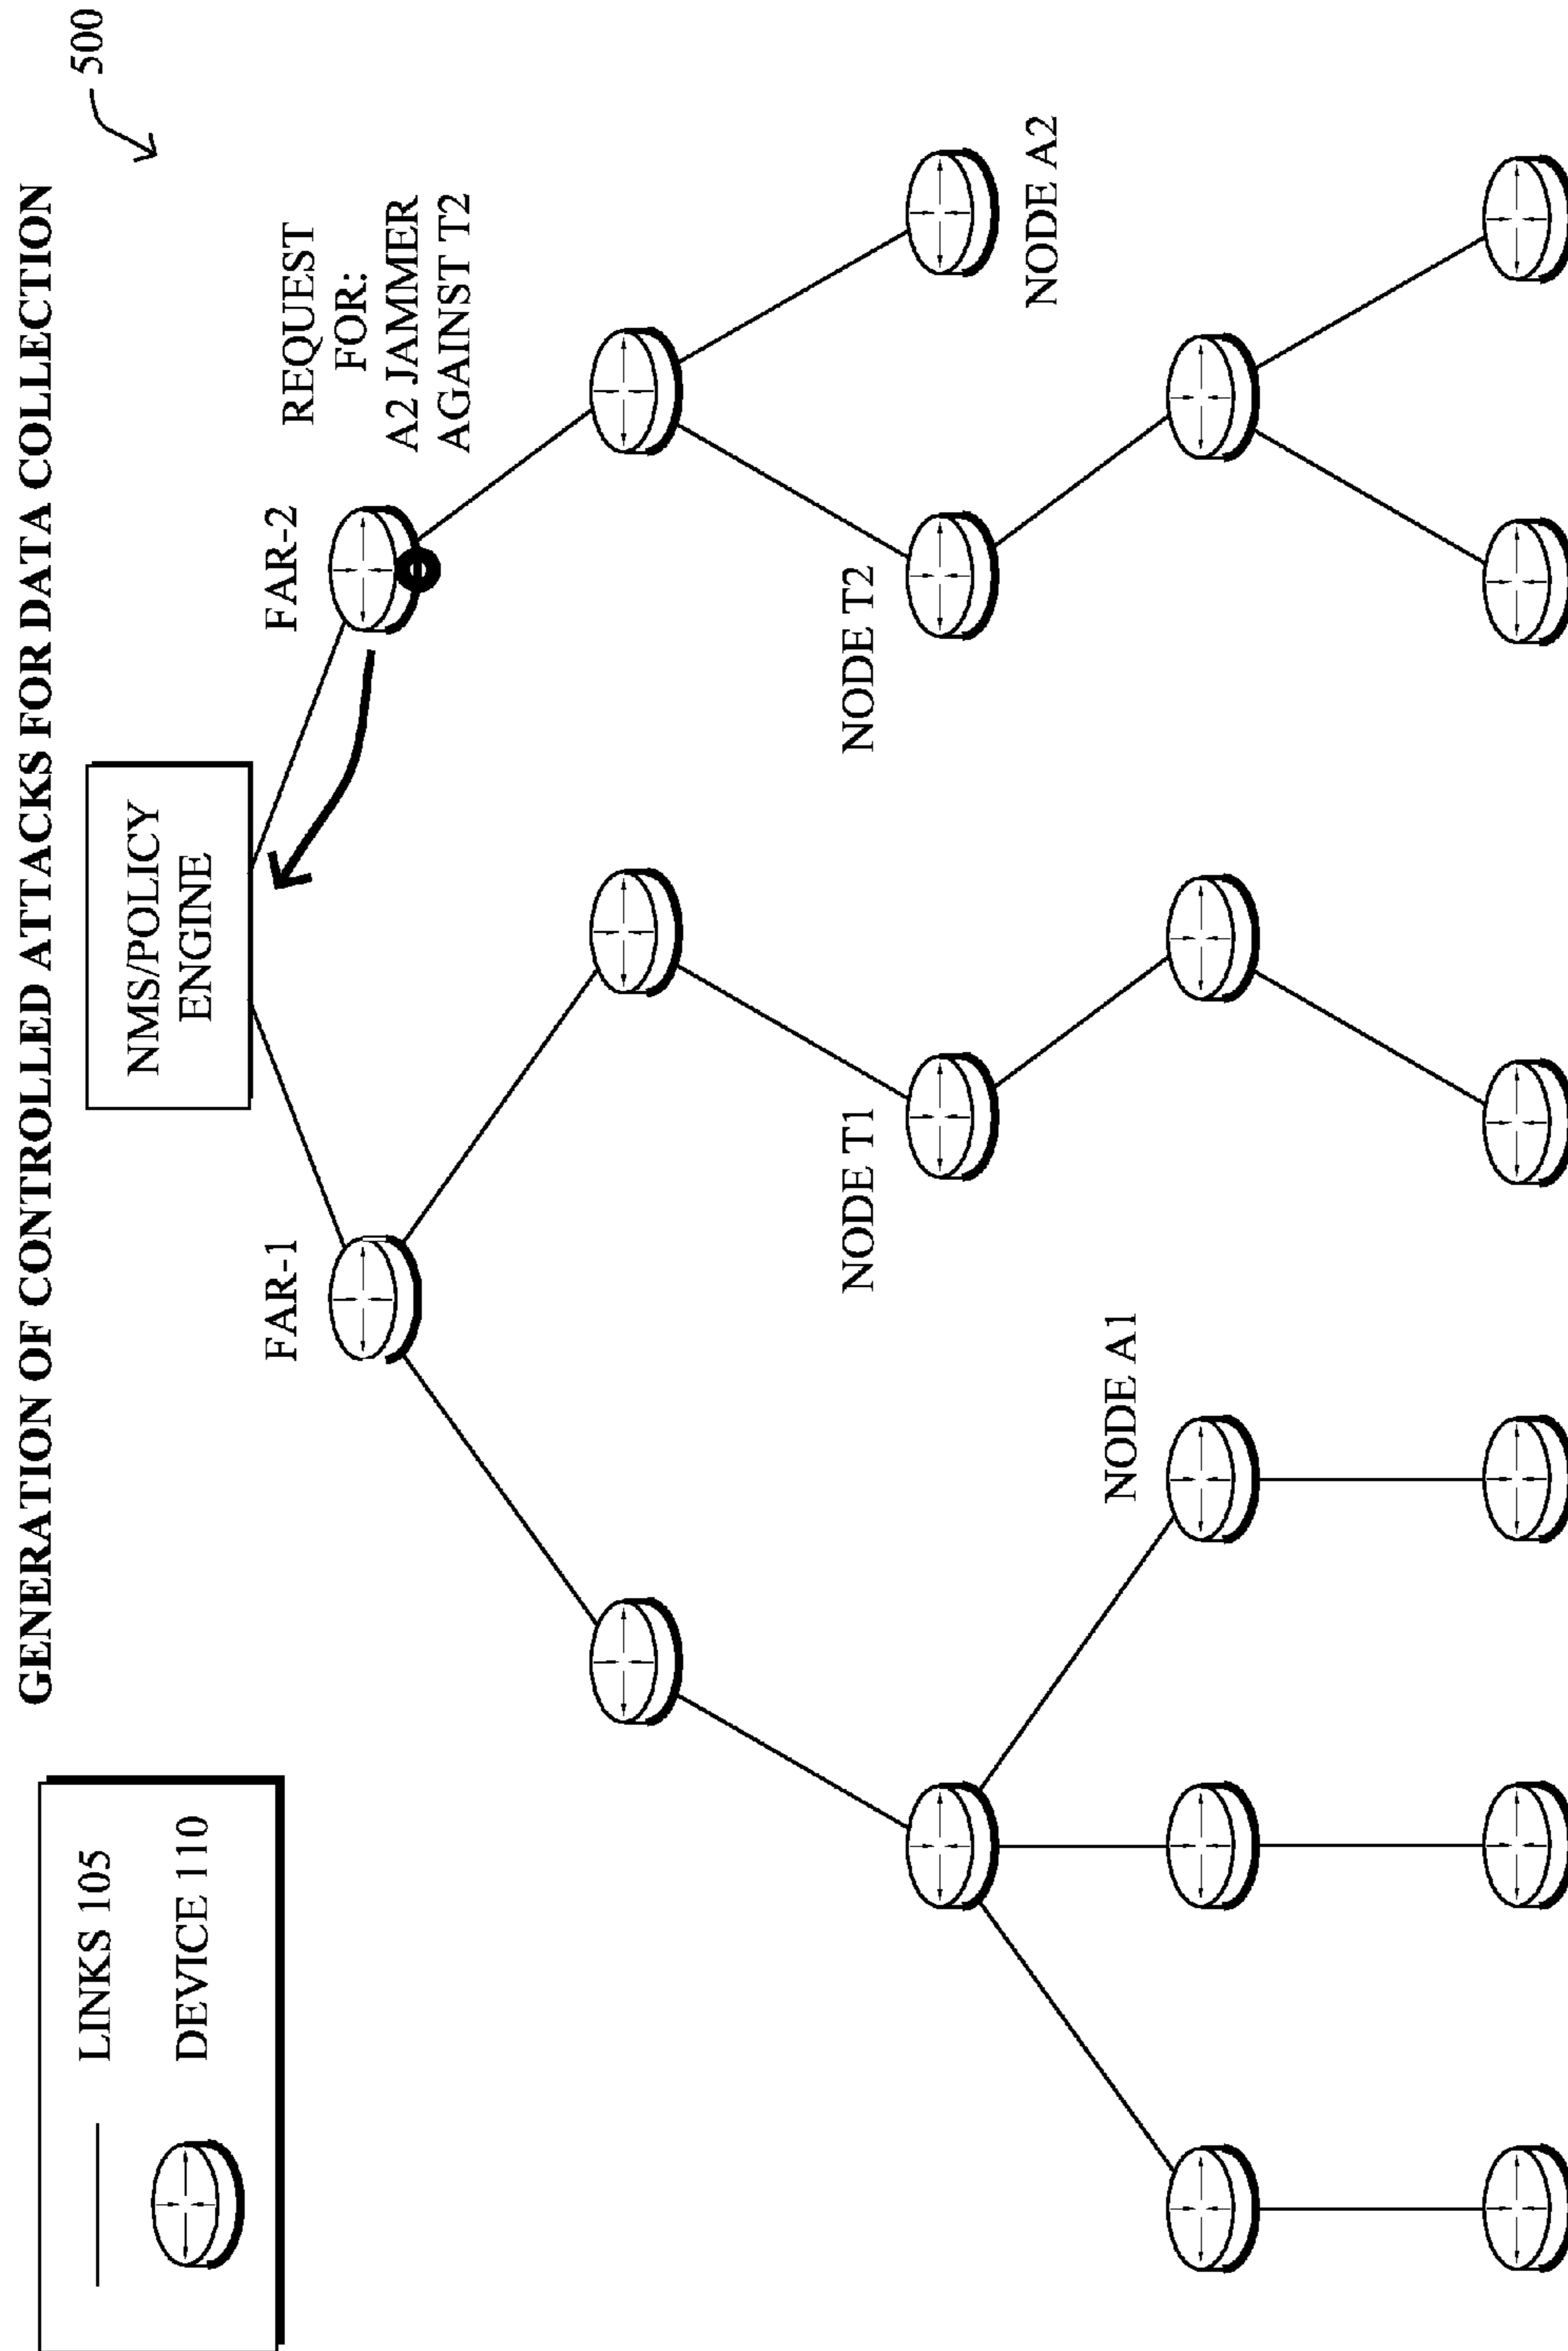 GENERATION OF CONTROLLED ATTACKS FOR DATA COLLECTION
500
LINKS 105
DEVICE 110
NMS/POLICY
ENGINE
FAR-1
FAR-2
REQUEST
FOR:
A2 JAMMER
AGAINST T2
NODE T1
NODE T2
NODE A2
NODE A1